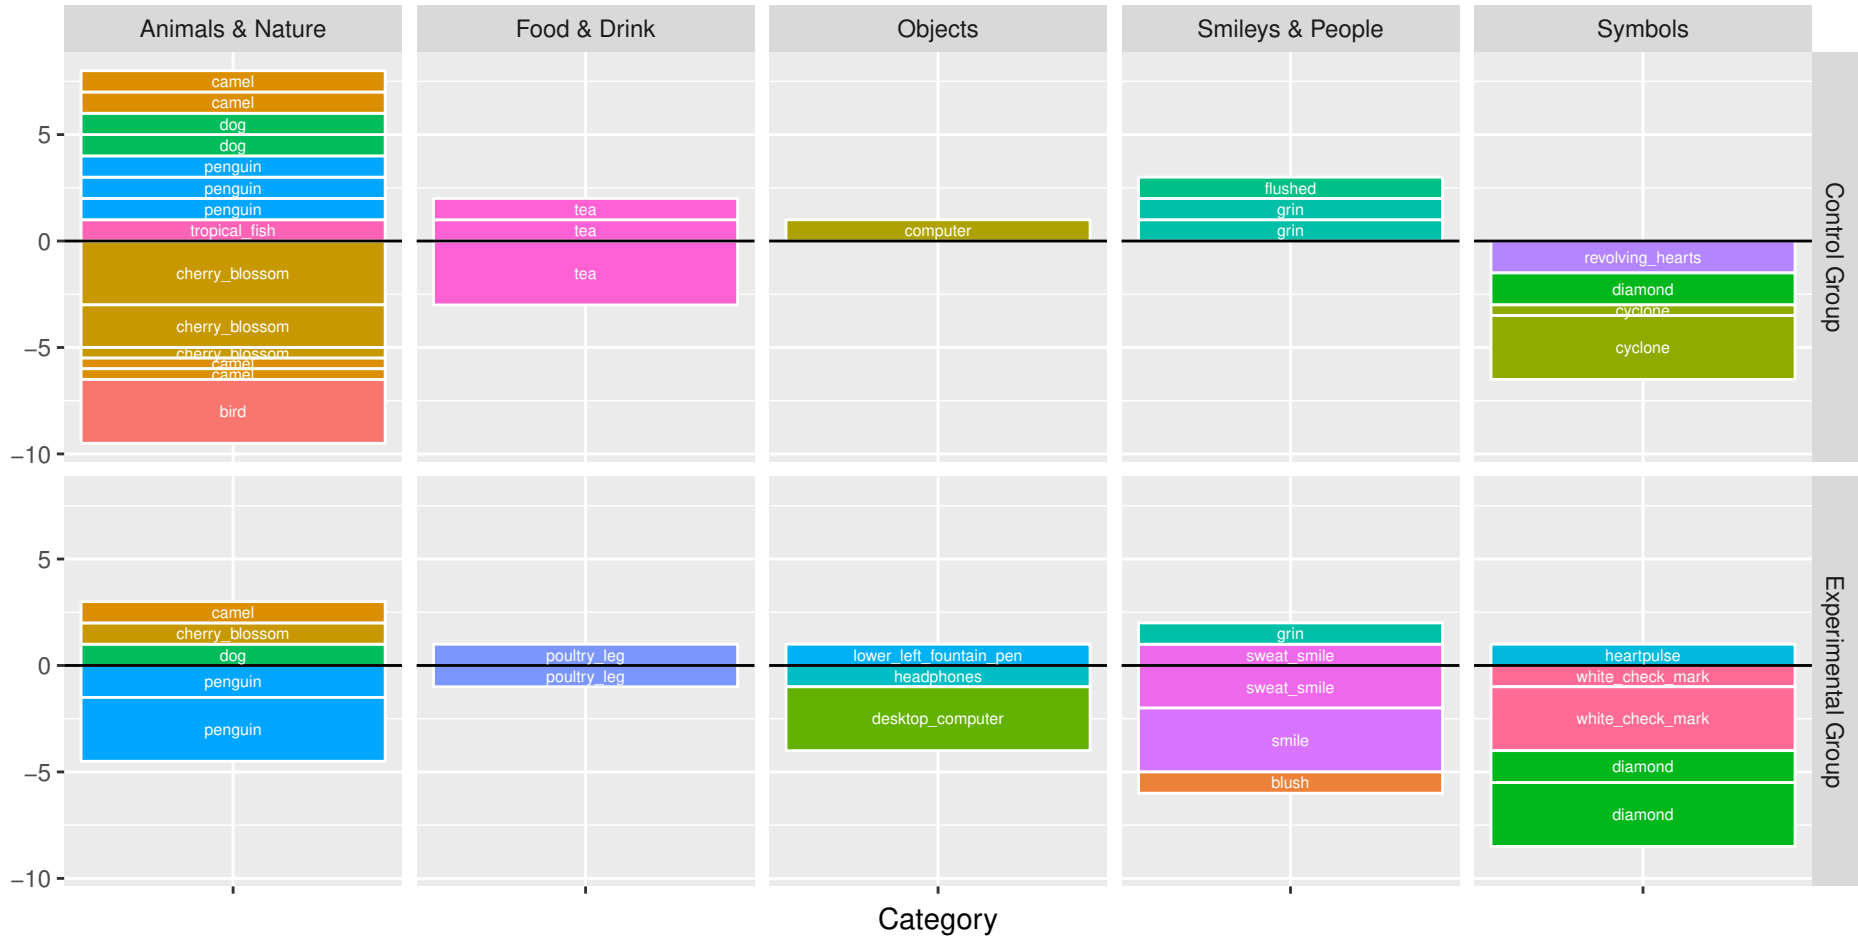 Animals & Nature
Food & Drink
Objects
Smileys & People
Symbols
Control Group
5
0
−5
−10
camel
camel
dog
dog
penguin
penguin
penguin
tropical_fish
cherry_blossom
cherry_blossom
cherry_blossom
camel
camel
bird
tea
tea
tea
computer
flushed
grin
grin
revolving_hearts
diamond
cyclone
cyclone
Experimental Group
5
0
−5
−10
camel
cherry_blossom
dog
penguin
penguin
poultry_leg
poultry_leg
lower_left_fountain_pen
headphones
desktop_computer
grin
sweat_smile
sweat_smile
smile
blush
heartpulse
white_check_mark
white_check_mark
diamond
diamond
Category